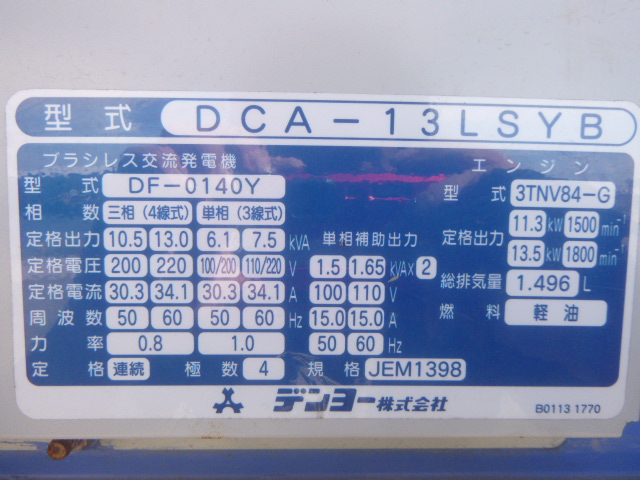 型式 DCA-13LSYB
ブラシレス交流発電機
型式 DF-0140Y
相数 三相(4線式) 単相(3線式)
定格出力 10.5 13.0 6.1 7.5 kVA 単相補助出力
定格電圧 200 220 100/200 110/220 V 1.5 1.65 kVA× 2
定格電流 30.3 34.1 30.3 34.1 A 100 110 V
周波数 50 60 50 60 Hz 15.0 15.0 A
力率 0.8 1.0 50 60 Hz
定格 連続 極数 4 規格 JEM1398
エンジン
型式 3TNV84-G
定格出力 11.3 kW 1500 min⁻¹
13.5 kW 1800 min⁻¹
総排気量 1.496 L
燃料 軽油
デンヨー株式会社
B0113 1770